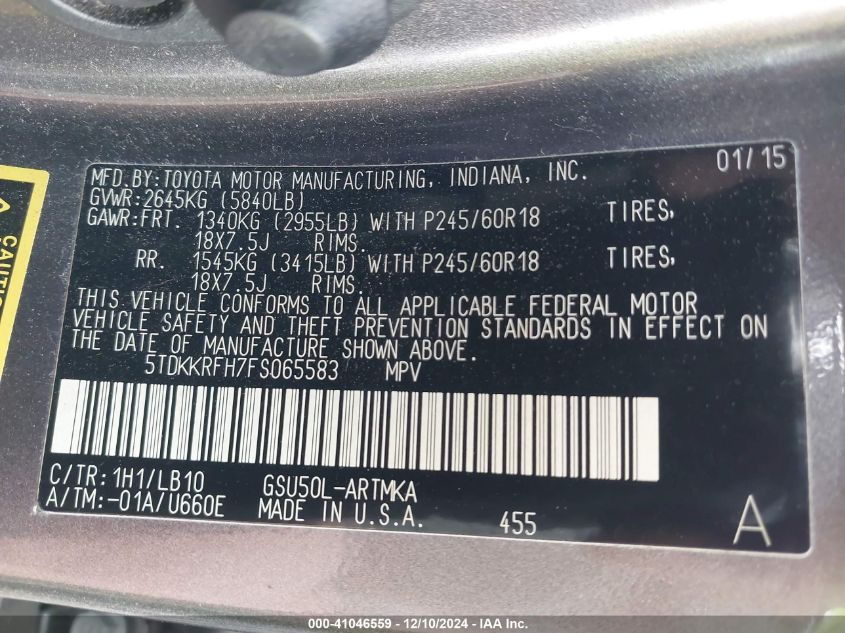 MFD.BY:TOYOTA MOTOR MANUFACTURING, INDIANA, INC. 01/15
GVWR:2645KG (5840LB)
GAWR:FRT. 1340KG (2955LB) WITH P245/60R18 TIRES,
18X7.5J RIMS.
RR. 1545KG (3415LB) WITH P245/60R18 TIRES,
18X7.5J RIMS.
THIS VEHICLE CONFORMS TO ALL APPLICABLE FEDERAL MOTOR
VEHICLE SAFETY AND THEFT PREVENTION STANDARDS IN EFFECT ON
THE DATE OF MANUFACTURE SHOWN ABOVE.
5TDKKRFH7FS065583 MPV
C/TR:1H1/LB10 GSU50L-ARTMKA
A/TM:-01A/U660E MADE IN U.S.A. 455 A
CAUTION
000-41046559 - 12/10/2024 - IAA Inc.